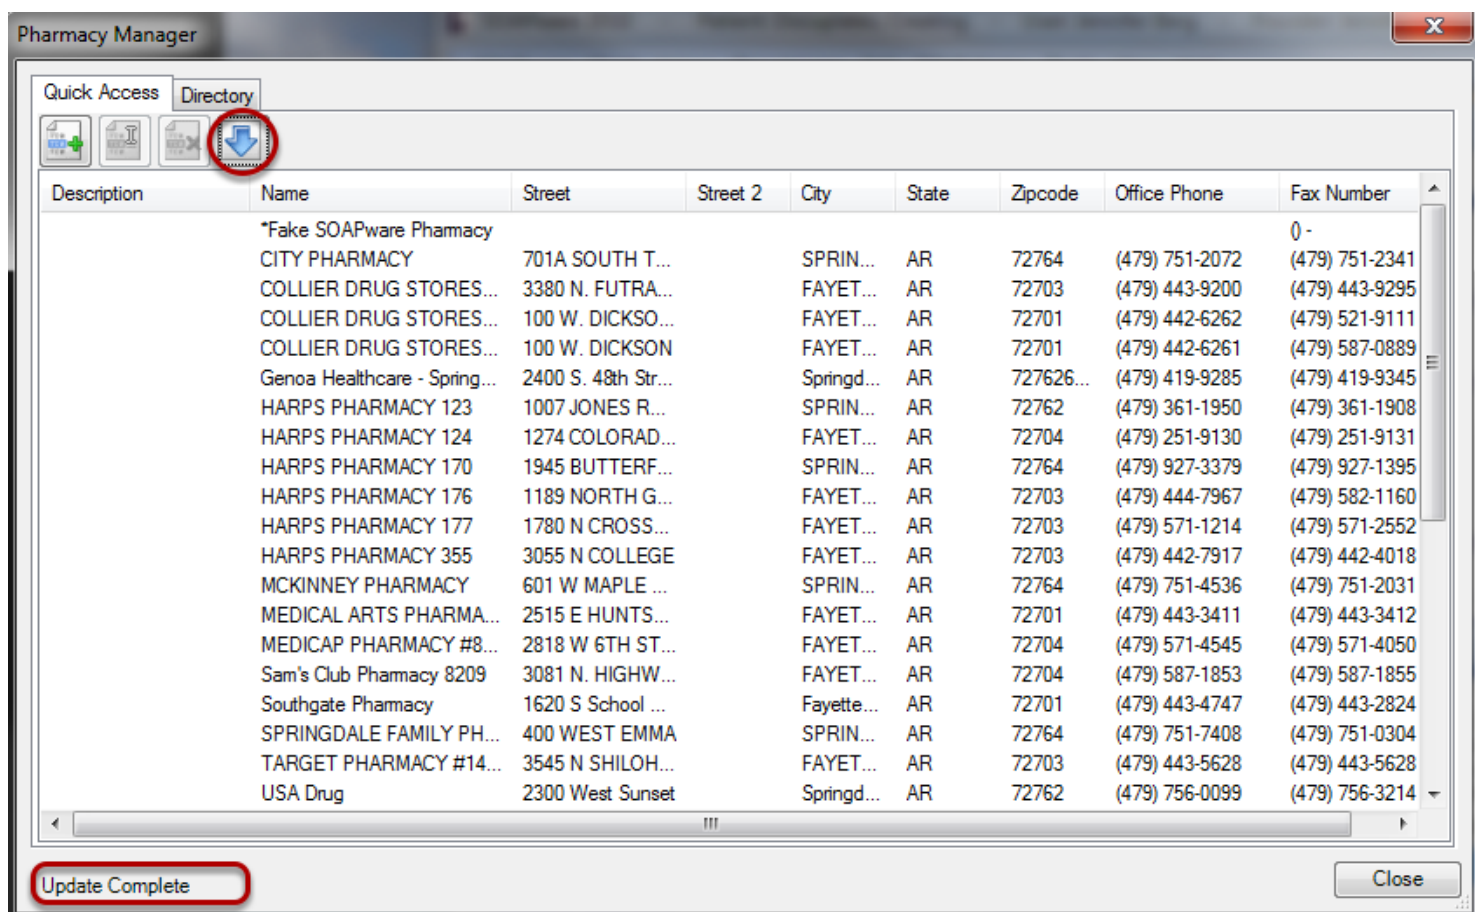 Pharmacy Manager
Quick Access Directory
Description Name Street Street 2 City State Zipcode Office Phone Fax Number
*Fake SOAPware Pharmacy () -
CITY PHARMACY 701A SOUTH T... SPRIN... AR 72764 (479) 751-2072 (479) 751-2341
COLLIER DRUG STORES... 3380 N. FUTRA... FAYET... AR 72703 (479) 443-9200 (479) 443-9295
COLLIER DRUG STORES... 100 W. DICKSO... FAYET... AR 72701 (479) 442-6262 (479) 521-9111
COLLIER DRUG STORES... 100 W. DICKSON FAYET... AR 72701 (479) 442-6261 (479) 587-0889
Genoa Healthcare - Spring... 2400 S. 48th Str... Springd... AR 727626... (479) 419-9285 (479) 419-9345
HARPS PHARMACY 123 1007 JONES R... SPRIN... AR 72762 (479) 361-1950 (479) 361-1908
HARPS PHARMACY 124 1274 COLORAD... FAYET... AR 72704 (479) 251-9130 (479) 251-9131
HARPS PHARMACY 170 1945 BUTTERF... SPRIN... AR 72764 (479) 927-3379 (479) 927-1395
HARPS PHARMACY 176 1189 NORTH G... FAYET... AR 72703 (479) 444-7967 (479) 582-1160
HARPS PHARMACY 177 1780 N CROSS... FAYET... AR 72703 (479) 571-1214 (479) 571-2552
HARPS PHARMACY 355 3055 N COLLEGE FAYET... AR 72703 (479) 442-7917 (479) 442-4018
MCKINNEY PHARMACY 601 W MAPLE ... SPRIN... AR 72764 (479) 751-4536 (479) 751-2031
MEDICAL ARTS PHARMA... 2515 E HUNTS... FAYET... AR 72701 (479) 443-3411 (479) 443-3412
MEDICAP PHARMACY #8... 2818 W 6TH ST... FAYET... AR 72704 (479) 571-4545 (479) 571-4050
Sam's Club Pharmacy 8209 3081 N. HIGHW... FAYET... AR 72704 (479) 587-1853 (479) 587-1855
Southgate Pharmacy 1620 S School ... Fayette... AR 72701 (479) 443-4747 (479) 443-2824
SPRINGDALE FAMILY PH... 400 WEST EMMA SPRIN... AR 72764 (479) 751-7408 (479) 751-0304
TARGET PHARMACY #14... 3545 N SHILOH... FAYET... AR 72703 (479) 443-5628 (479) 443-5628
USA Drug 2300 West Sunset Springd... AR 72762 (479) 756-0099 (479) 756-3214
Update Complete Close